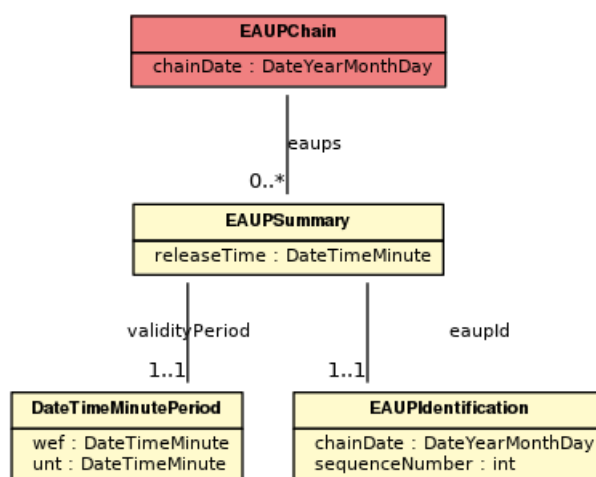 EAUPChain
chainDate : DateYearMonthDay
eaups
0..*
EAUPSummary
releaseTime : DateTimeMinute
validityPeriod
eaupId
1..1
1..1
DateTimeMinutePeriod
wef : DateTimeMinute
unt : DateTimeMinute
EAUPIdentification
chainDate : DateYearMonthDay
sequenceNumber : int